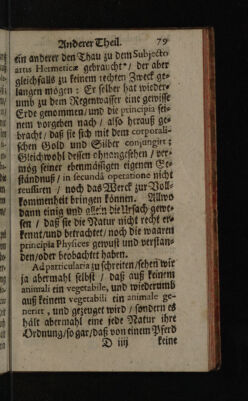 Anderer Theil. 79
ein anderer den Thau zu dem Subjecto
artis Hermeticæ gebraucht / der aber
gleichfalls zu keinem rechten Zweck ge-
langen mögen: Er selber hat wieder-
umb zu dem Regenwasser eine gewisse
Erde genommen / und die principia sei-
nem vorgeben nach / also herauß ge-
bracht / daß sie sich mit dem corporali-
schen Gold und Silber conjungirt;
Gleichwohl dessen ohnangesehen / ver-
mög seiner ebenmässigen eigenen Be-
ständnuß / in secunda operatione nicht
reussiren / noch das Werck zur Voll-
kommenheit bringen können. Allwo
dann einig und allein die Ursach gewe-
sen / daß sie die Natur nicht recht er-
kennt / und betrachtet / noch die waaren
principia Physices gewust und verstan-
den / oder beobachtet haben.
Ad particularia zu schreiten / sehen wir
ja abermahl selbst / daß auß keinem
animali ein vegetabile, und wiederumb
auß keinem vegetabili ein animale ge-
nerirt, und gezeuget wird / sondern es
hält abermahl eine jede Natur ihre
Ordnung / so gar / daß von einem Pferd
D iiij keine